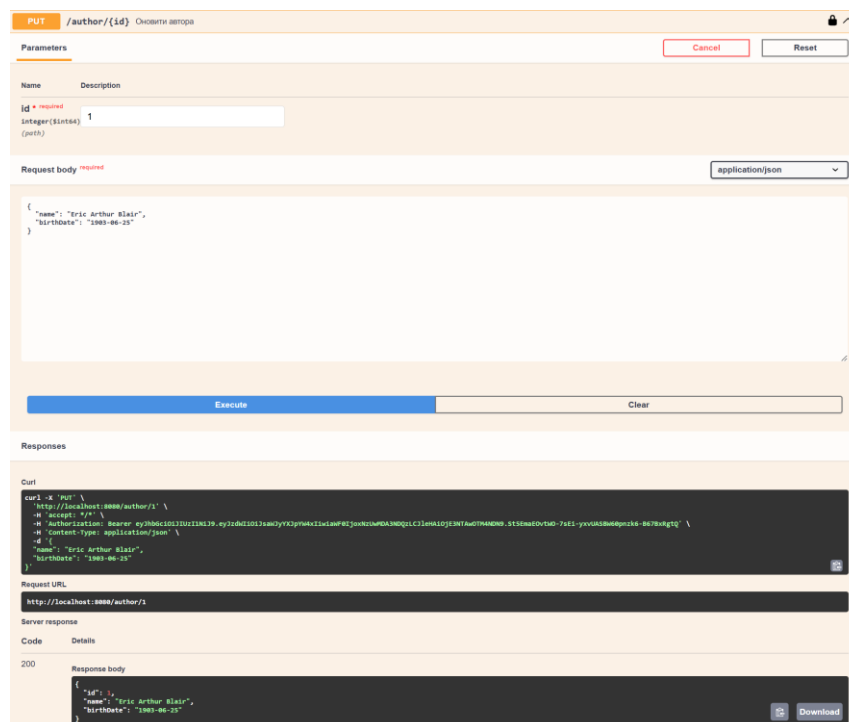 PUT /author/{id} Оновити автора
Parameters
Cancel
Reset
Name Description
id * required
integer($int64)
(path)
1
Request body required
application/json
{
"name": "Eric Arthur Blair",
"birthDate": "1903-06-25"
}
Execute
Clear
Responses
Curl
curl -X 'PUT' \
'http://localhost:8080/author/1' \
-H 'accept: */*' \
-H 'Authorization: Bearer
-H 'Content-Type: application/json' \
-d '{
"name": "Eric Arthur Blair",
"birthDate": "1903-06-25"
}'
Request URL
http://localhost:8080/author/1
Server response
Code Details
200
Response body
{
"id": 1,
"name": "Eric Arthur Blair",
"birthDate": "1903-06-25"
}
Download